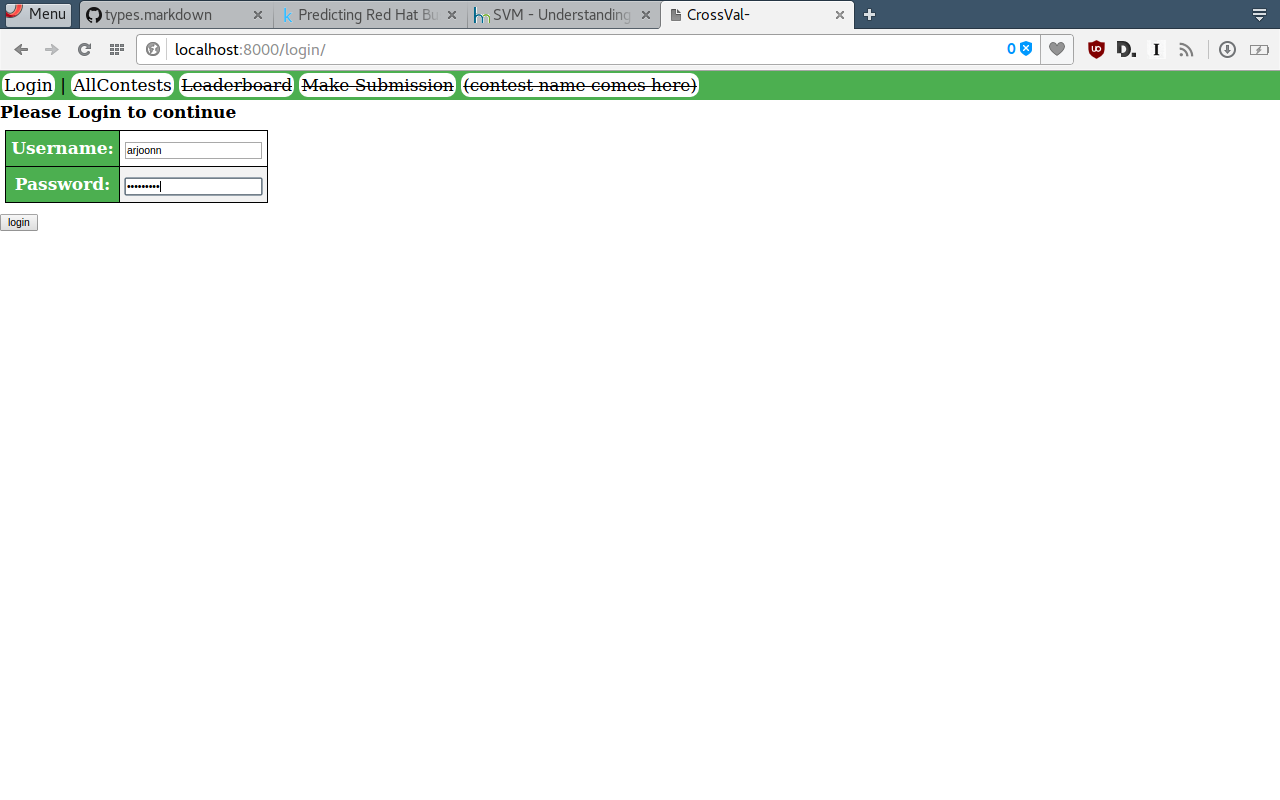 Menu types.markdown Predicting Red Hat Bu SVM - Understanding CrossVal-
localhost:8000/login/ 0 D. I
Login | AllContests Leaderboard Make Submission (contest name comes here)
Please Login to continue
Username: arjoonn
Password: •••••••••
login